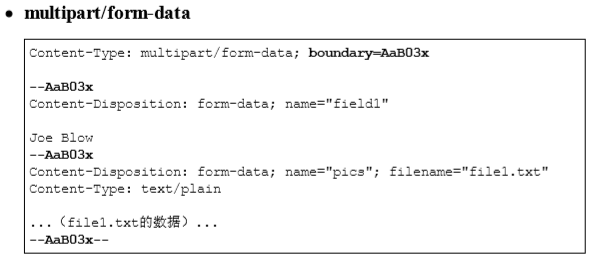 • multipart/form-data
Content-Type: multipart/form-data; boundary=AaB03x
--AaB03x
Content-Disposition: form-data; name="field1"
Joe Blow
--AaB03x
Content-Disposition: form-data; name="pics"; filename="file1.txt"
Content-Type: text/plain
...（file1.txt的数据）...
--AaB03x--